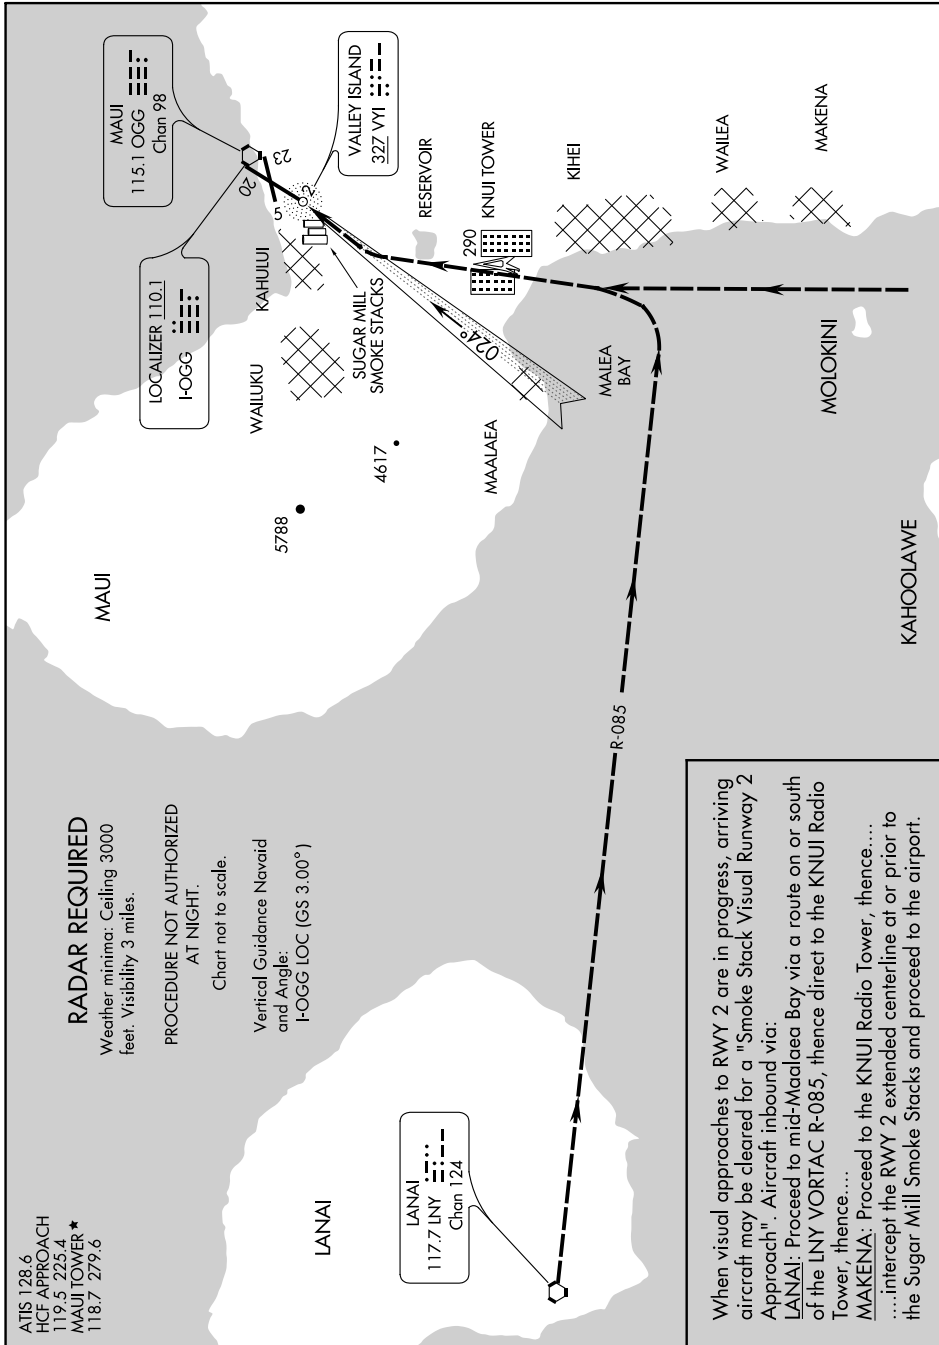 ATIS 128.6
HCF APPROACH
119.5 225.4
MAUI TOWER ★
118.7 279.6
RADAR REQUIRED
Weather minima: Ceiling 3000
feet. Visibility 3 miles.
PROCEDURE NOT AUTHORIZED
AT NIGHT.
Chart not to scale.
Vertical Guidance Navaid
and Angle:
I-OGG LOC (GS 3.00°)
MAUI
MAUI
115.1 OGG
Chan 98
LOCALIZER 110.1
I-OGG
VALLEY ISLAND
327 VYI
20
23
5
2
KAHULUI
WAILUKU
SUGAR MILL
SMOKE STACKS
RESERVOIR
290
KNUI TOWER
KIHEI
WAILEA
MAKENA
5788
4617
024°
MAALAEA
MALEA
BAY
MOLOKINI
KAHOOLAWE
R-085
LANAI
LANAI
117.7 LNY
Chan 124
When visual approaches to RWY 2 are in progress, arriving
aircraft may be cleared for a "Smoke Stack Visual Runway 2
Approach". Aircraft inbound via:
LANAI: Proceed to mid-Maalaea Bay via a route on or south
of the LNY VORTAC R-085, thence direct to the KNUI Radio
Tower, thence....
MAKENA: Proceed to the KNUI Radio Tower, thence....
....intercept the RWY 2 extended centerline at or prior to
the Sugar Mill Smoke Stacks and proceed to the airport.